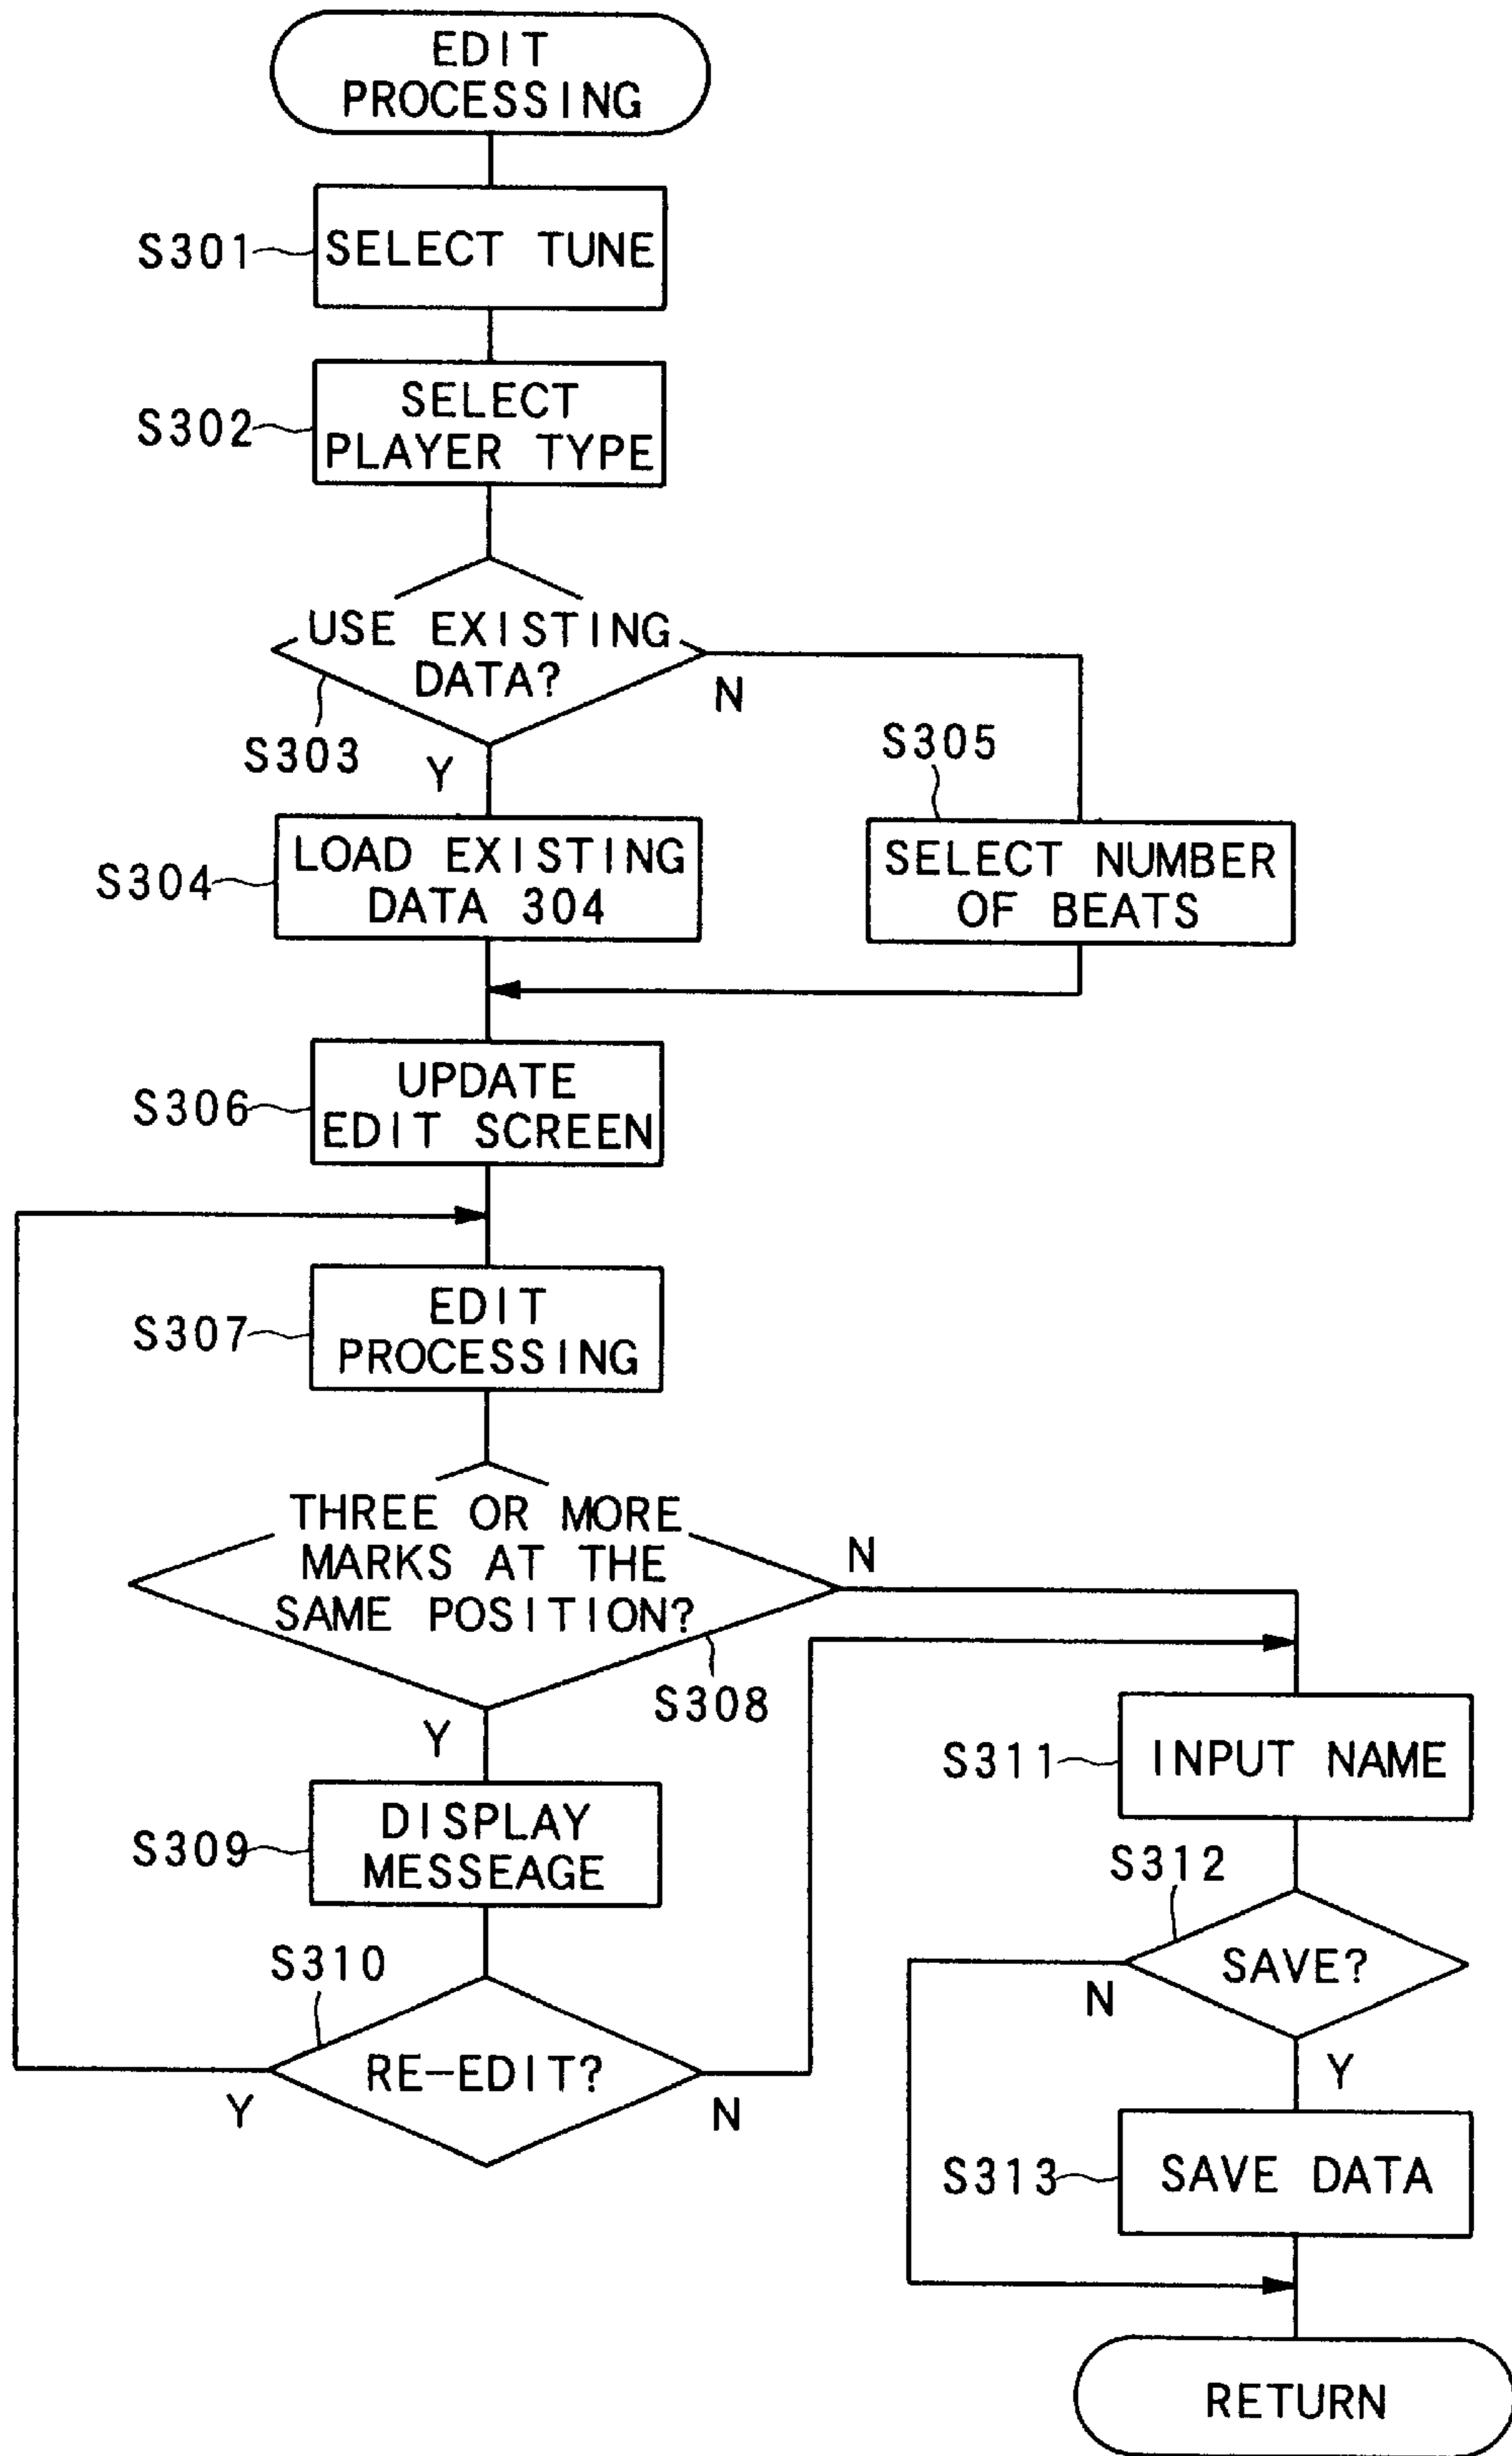 EDIT
PROCESSING
S301
SELECT TUNE
S302
SELECT
PLAYER TYPE
USE EXISTING
DATA?
S303
Y
N
S304
LOAD EXISTING
DATA 304
S305
SELECT NUMBER
OF BEATS
S306
UPDATE
EDIT SCREEN
S307
EDIT
PROCESSING
THREE OR MORE
MARKS AT THE
SAME POSITION?
S308
Y
N
S309
DISPLAY
MESSEAGE
S310
RE-EDIT?
Y
N
S311
INPUT NAME
S312
SAVE?
N
Y
S313
SAVE DATA
RETURN